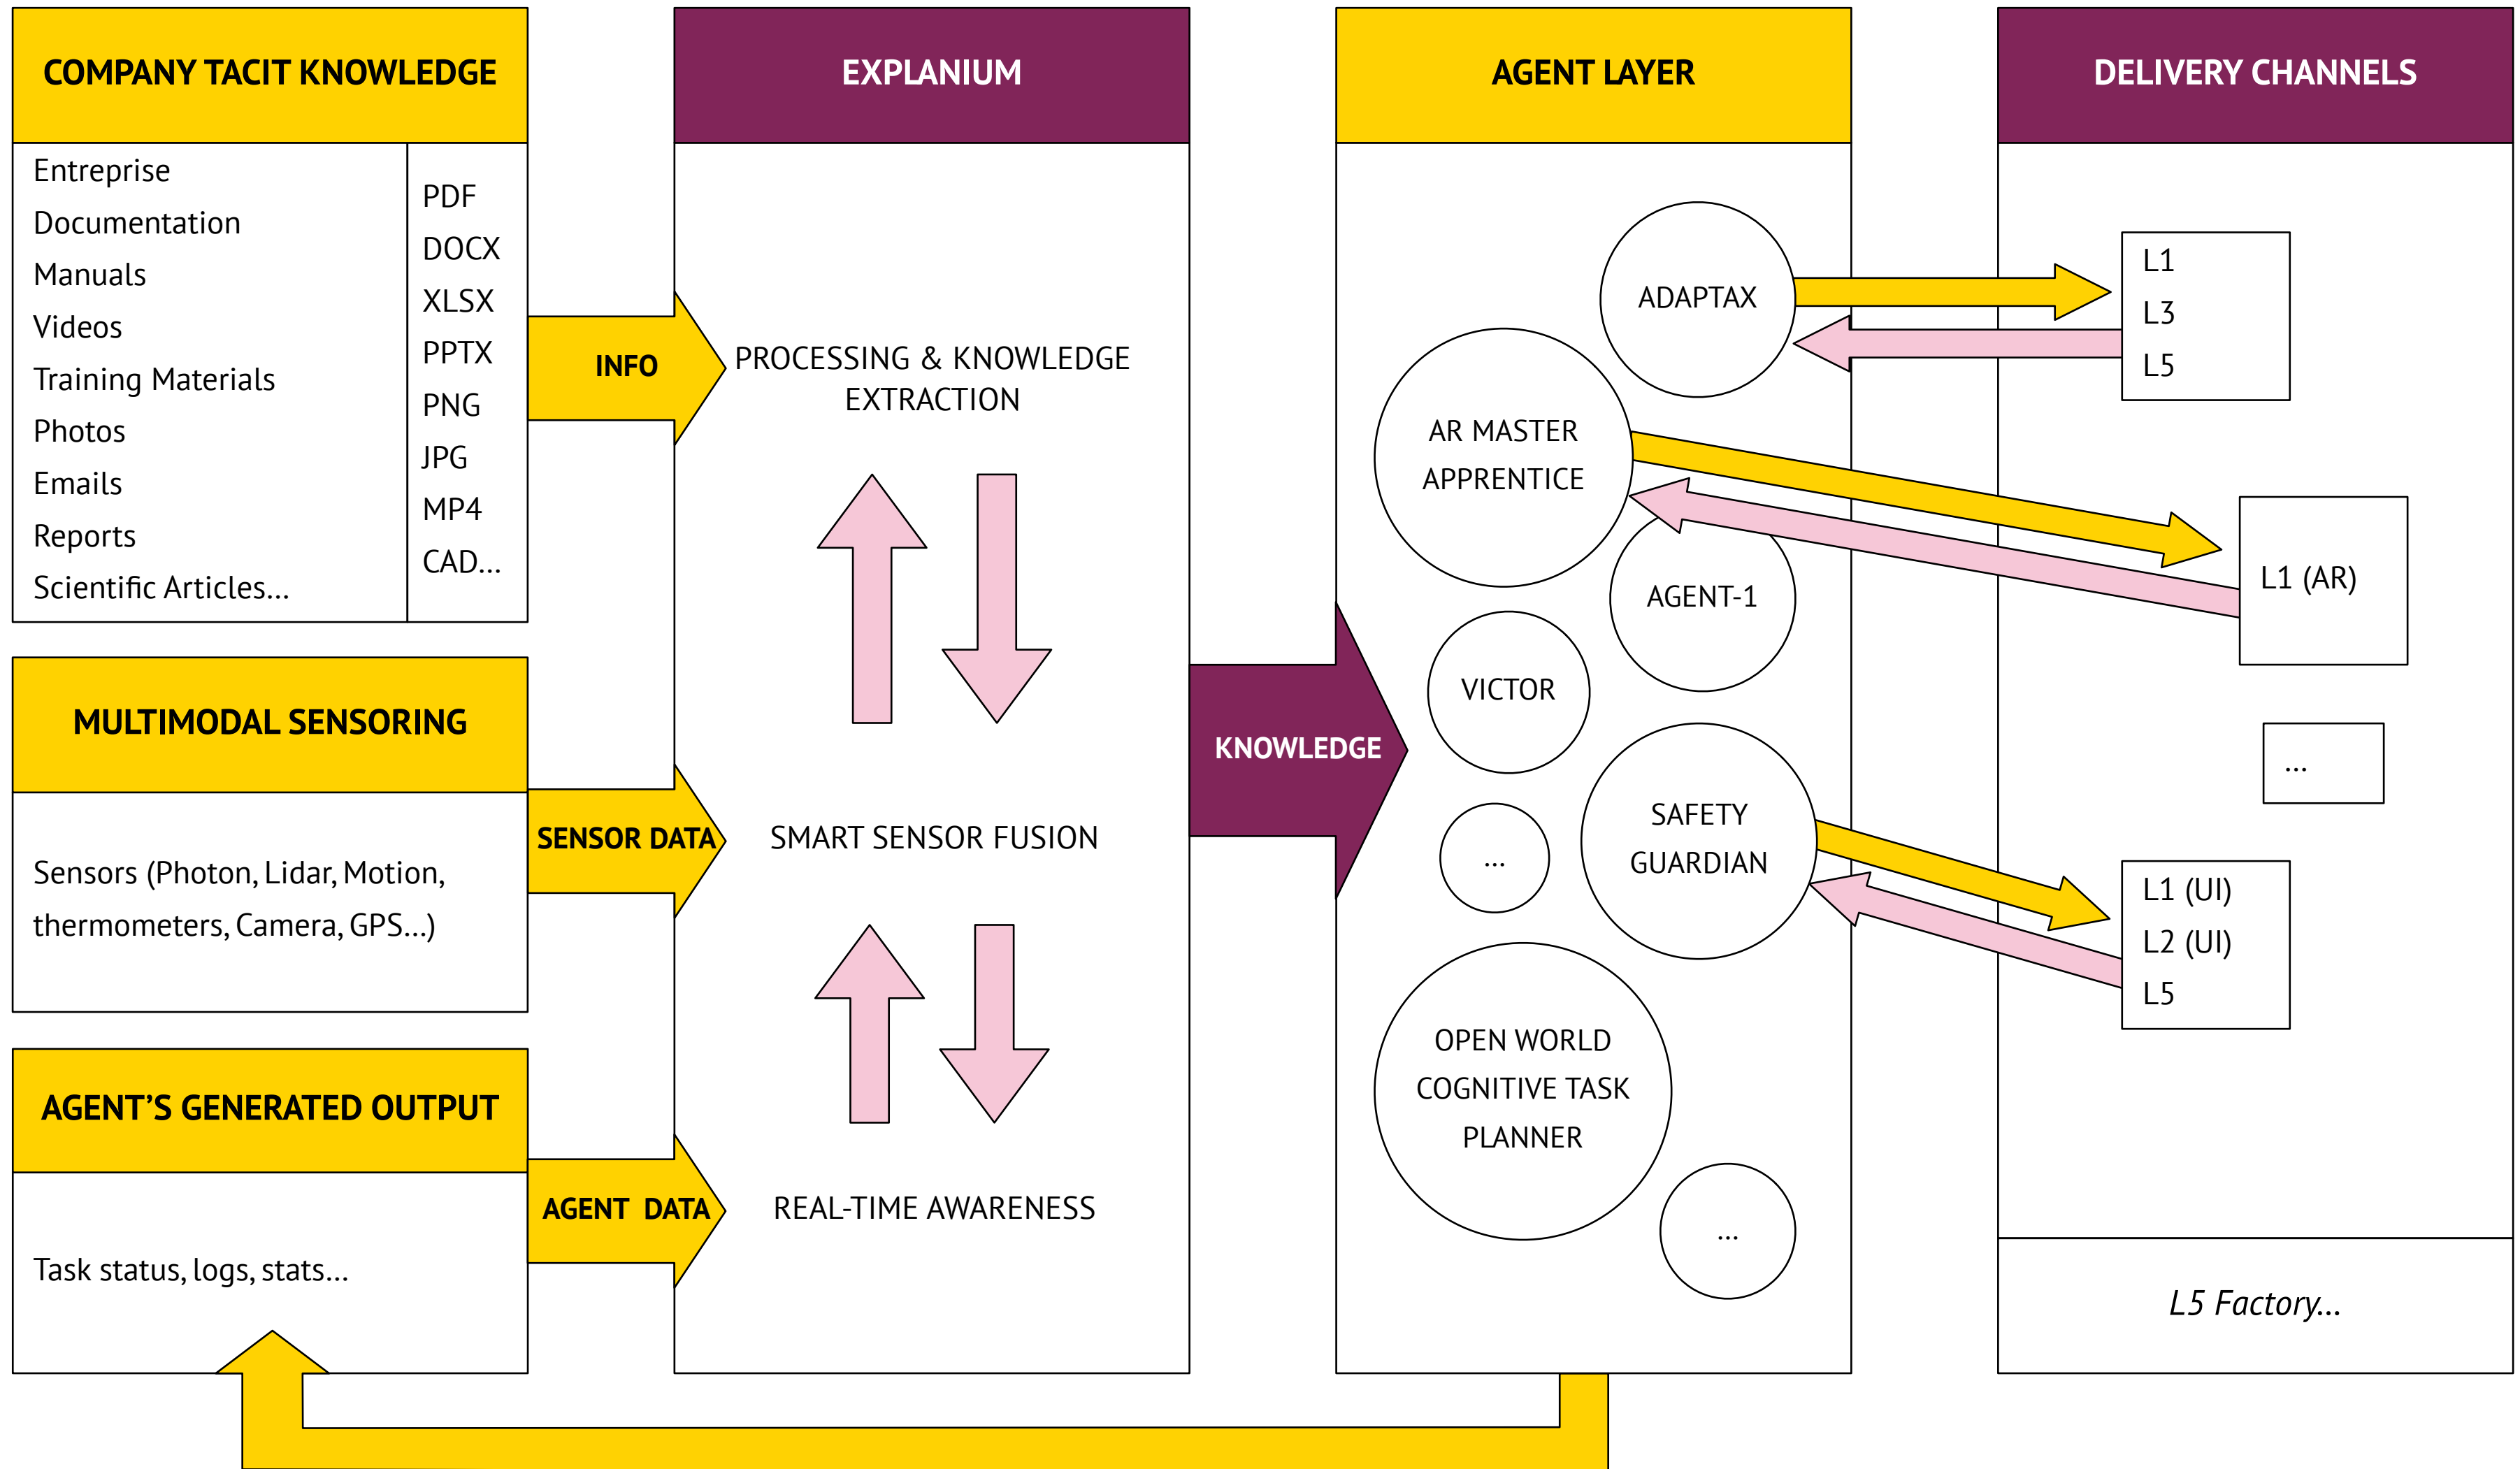 COMPANY TACIT KNOWLEDGE
Entreprise
Documentation
Manuals
Videos
Training Materials
Photos
Emails
Reports
Scientific Articles...
PDF
DOCX
XLSX
PPTX
PNG
JPG
MP4
CAD...
MULTIMODAL SENSORING
Sensors (Photon, Lidar, Motion,
thermometers, Camera, GPS...)
AGENT’S GENERATED OUTPUT
Task status, logs, stats...
INFO
SENSOR DATA
AGENT DATA
EXPLANIUM
PROCESSING & KNOWLEDGE
EXTRACTION
SMART SENSOR FUSION
REAL-TIME AWARENESS
KNOWLEDGE
AGENT LAYER
ADAPTAX
AR MASTER
APPRENTICE
AGENT-1
VICTOR
SAFETY
GUARDIAN
...
OPEN WORLD
COGNITIVE TASK
PLANNER
...
DELIVERY CHANNELS
L1
L3
L5
L1 (AR)
...
L1 (UI)
L2 (UI)
L5
L5 Factory...